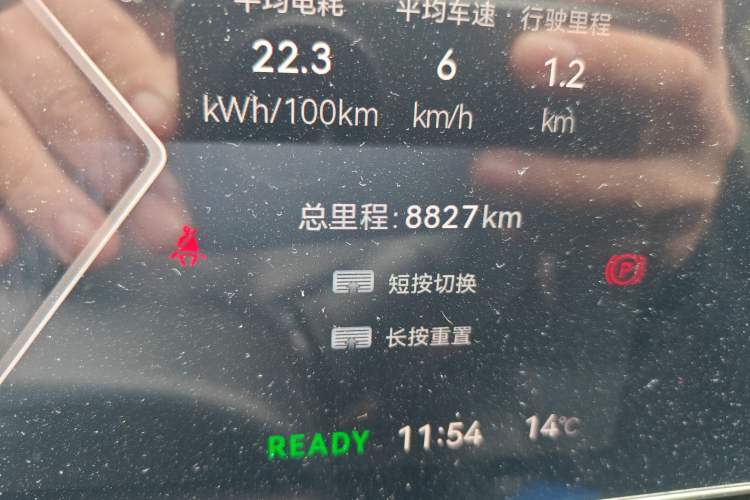 平均电耗 平均车速 · 行驶里程
22.3 6 1.2
kWh/100km km/h km
总里程: 8827km
P
短按切换
长按重置
READY 11:54 14℃